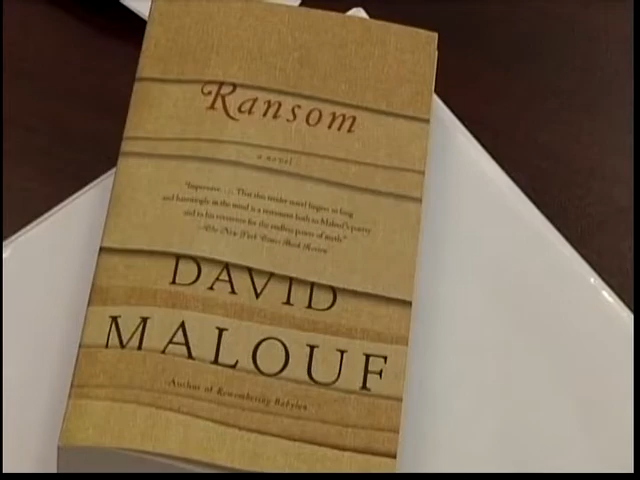 Ransom
a novel
"Impressive . . . That this tender novel lingers so long
and hauntingly in the mind is a testament both to Malouf's poetry
and to his reverence for the endless power of myth."
—The New York Times Book Review
DAVID
MALOUF
Author of Remembering Babylon